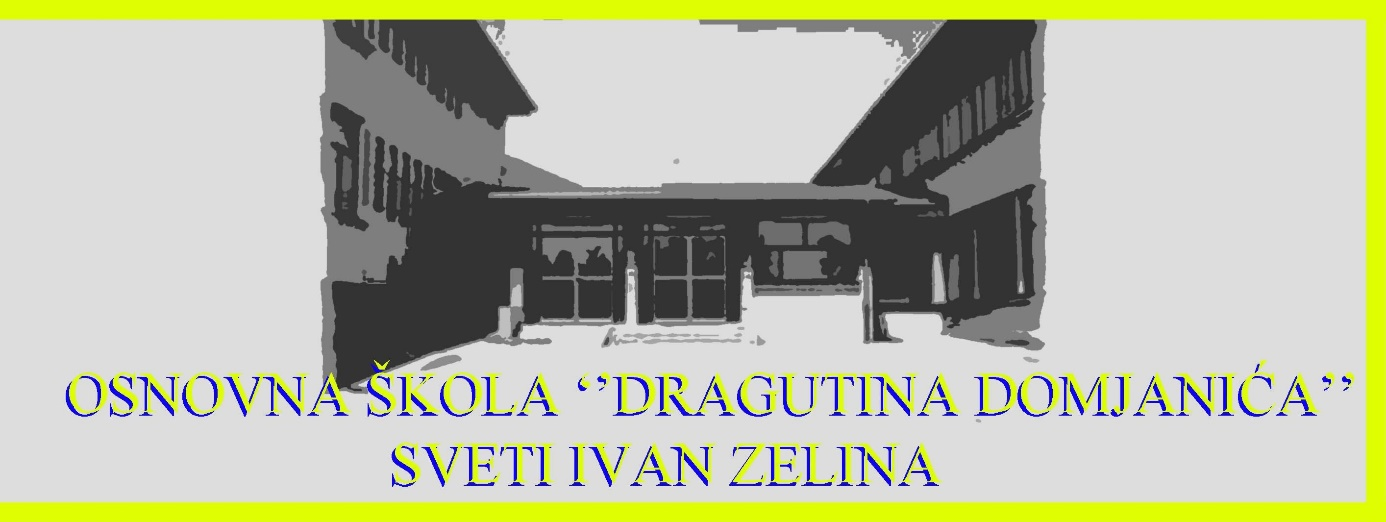 OSNOVNA ŠKOLA ‘’DRAGUTINA DOMJANIĆA’’
SVETI IVAN ZELINA